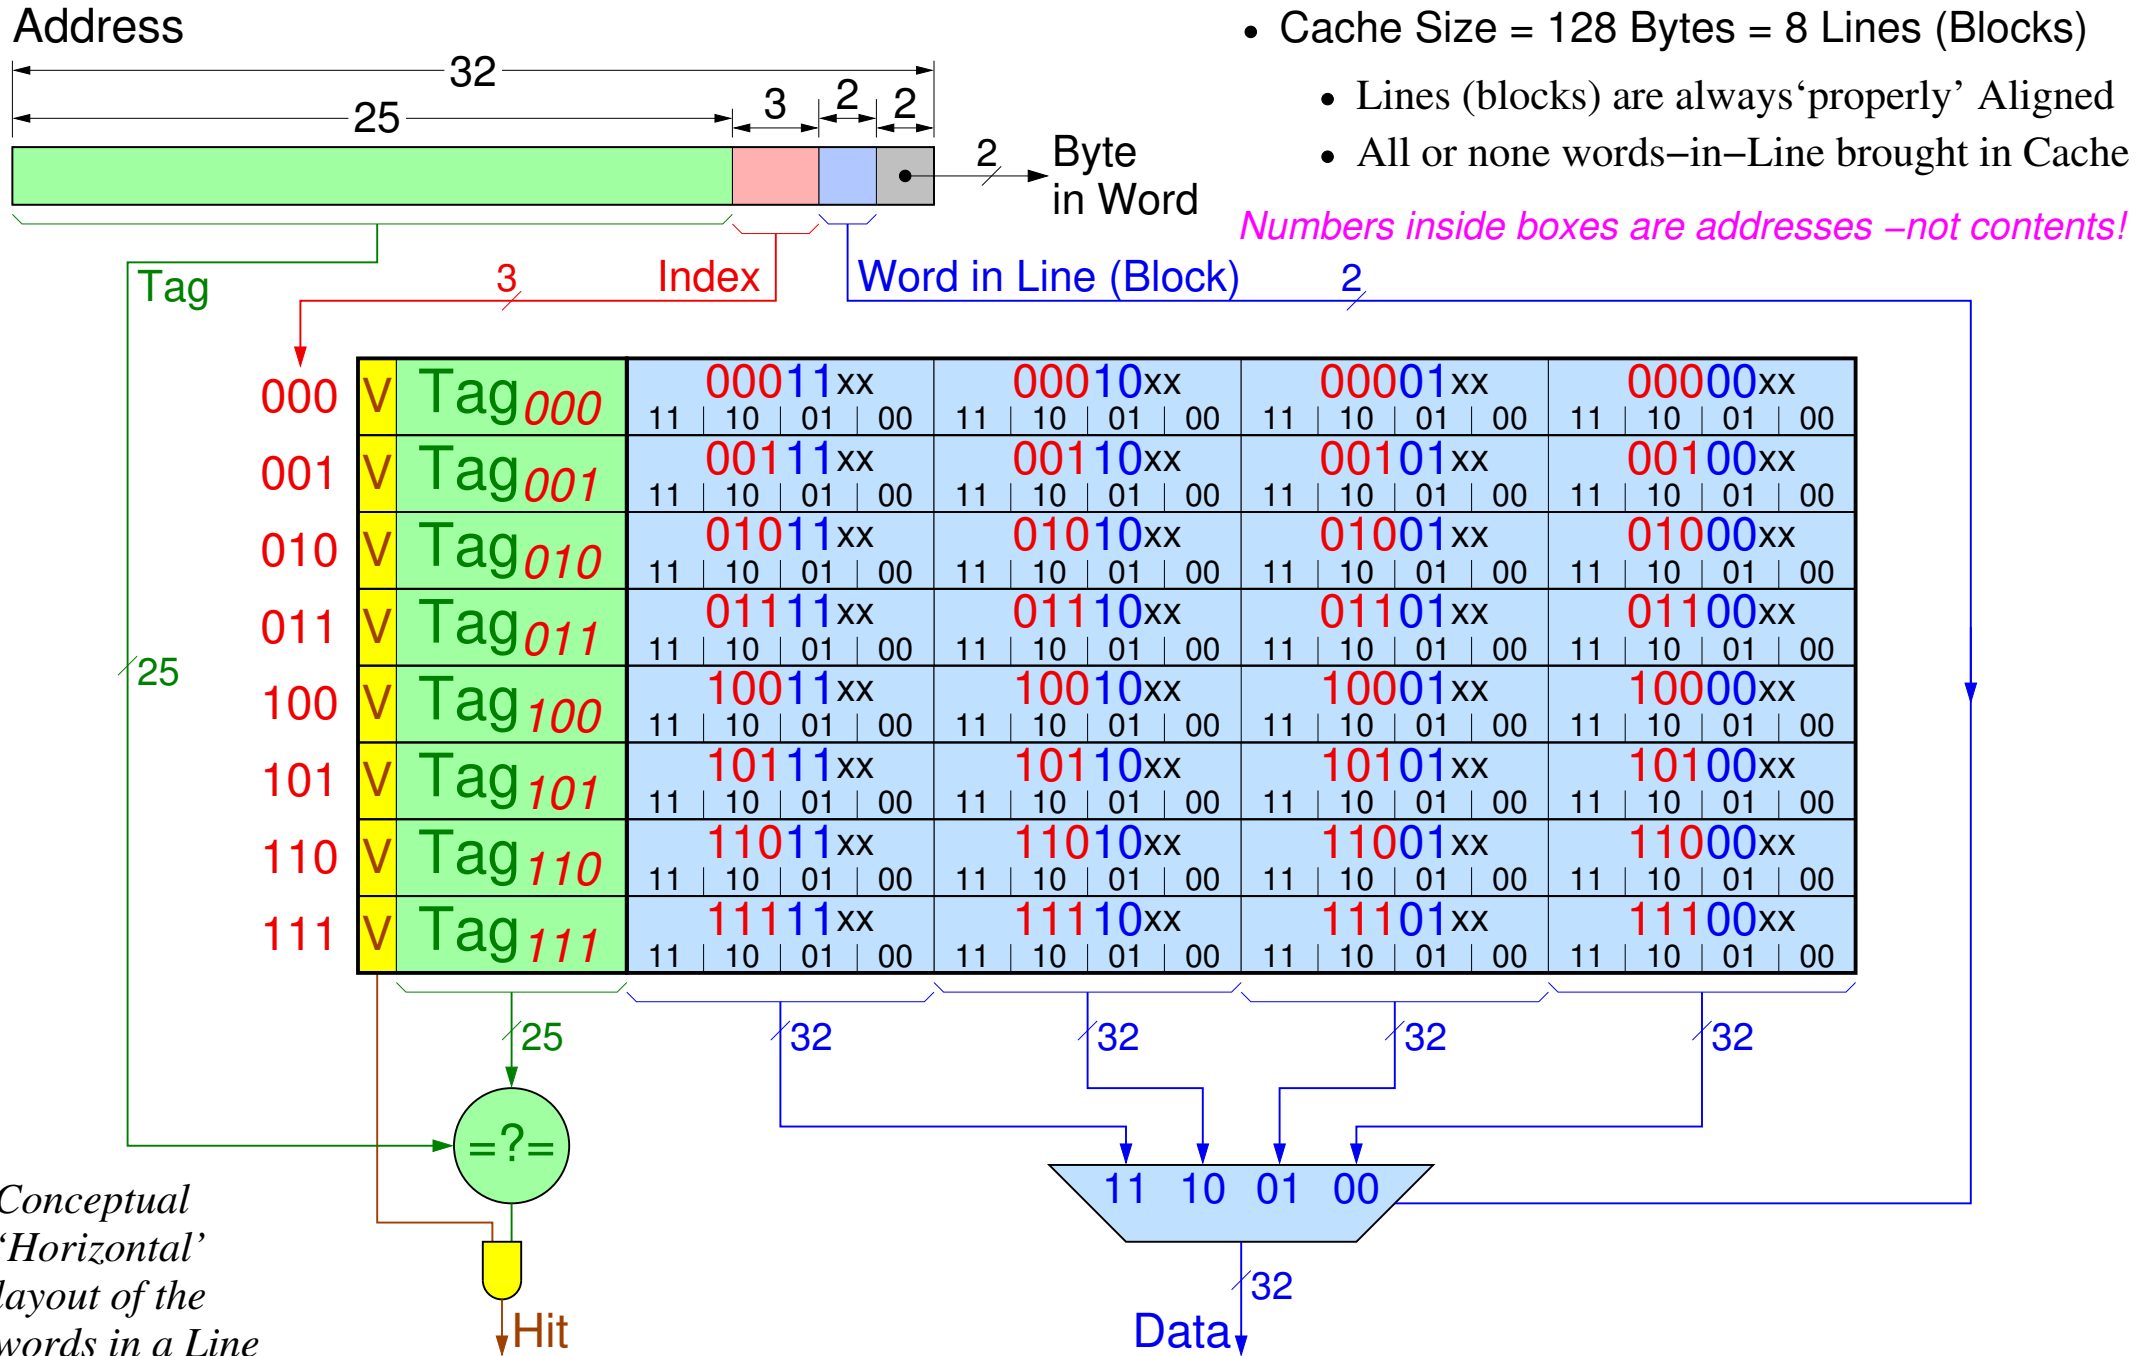 Address
• Cache Size = 128 Bytes = 8 Lines (Blocks)
32
• Lines (blocks) are always‘properly’ Aligned
25 3 2 2
• All or none words−in−Line brought in Cache
2 Byte
in Word
Numbers inside boxes are addresses −not contents!
Tag 3 Index Word in Line (Block) 2
000 V Tag000 00011xx 00010xx 00001xx 00000xx
11 10 01 00 11 10 01 00 11 10 01 00 11 10 01 00
001 V Tag001 00111xx 00110xx 00101xx 00100xx
11 10 01 00 11 10 01 00 11 10 01 00 11 10 01 00
010 V Tag010 01011xx 01010xx 01001xx 01000xx
11 10 01 00 11 10 01 00 11 10 01 00 11 10 01 00
011 V Tag011 01111xx 01110xx 01101xx 01100xx
11 10 01 00 11 10 01 00 11 10 01 00 11 10 01 00
25
100 V Tag100 10011xx 10010xx 10001xx 10000xx
11 10 01 00 11 10 01 00 11 10 01 00 11 10 01 00
101 V Tag101 10111xx 10110xx 10101xx 10100xx
11 10 01 00 11 10 01 00 11 10 01 00 11 10 01 00
110 V Tag110 11011xx 11010xx 11001xx 11000xx
11 10 01 00 11 10 01 00 11 10 01 00 11 10 01 00
111 V Tag111 11111xx 11110xx 11101xx 11100xx
11 10 01 00 11 10 01 00 11 10 01 00 11 10 01 00
25 32 32 32 32
=?=
11 10 01 00
Conceptual
‘Horizontal’
layout of the
words in a Line
32
Hit
Data